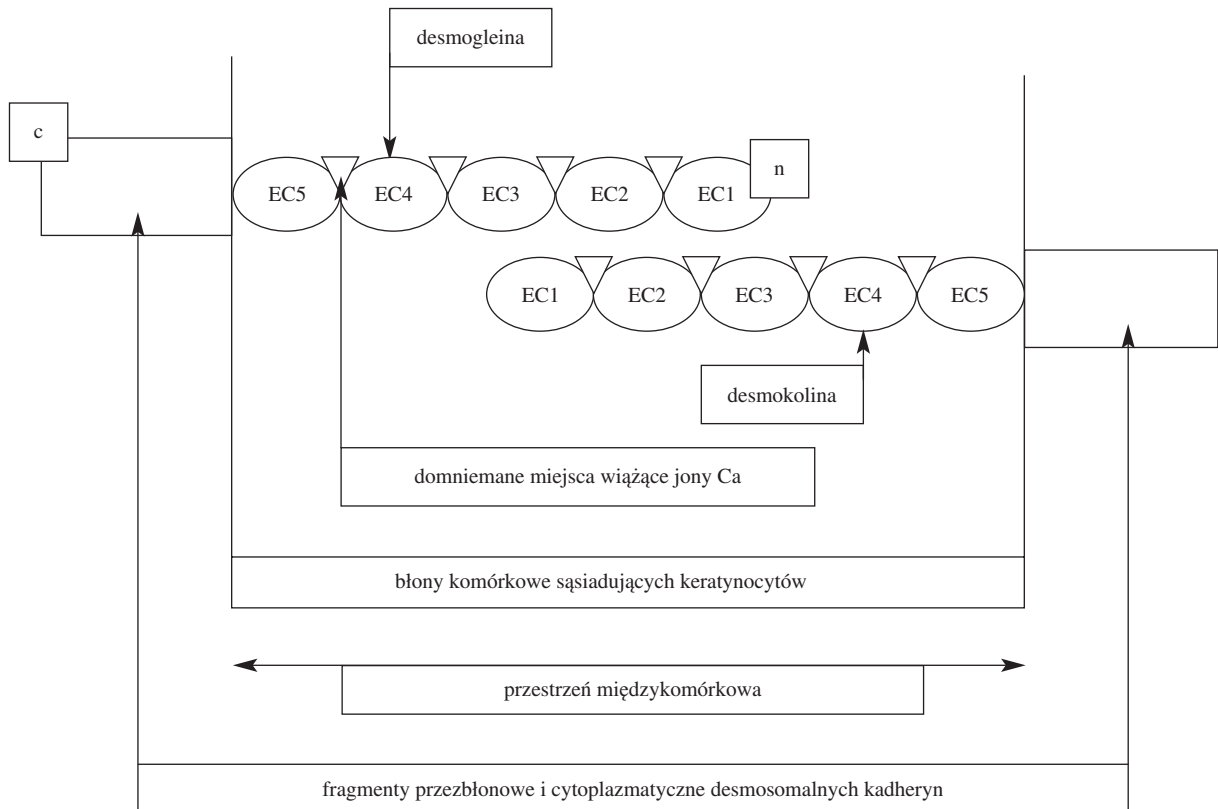 desmogleina
c
n
EC5 EC4 EC3 EC2 EC1
EC1 EC2 EC3 EC4 EC5
desmokolina
domniemane miejsca wiążące jony Ca
błony komórkowe sąsiadujących keratynocytów
przestrzeń międzykomórkowa
fragmenty przezbłonowe i cytoplazmatyczne desmosomalnych kadheryn